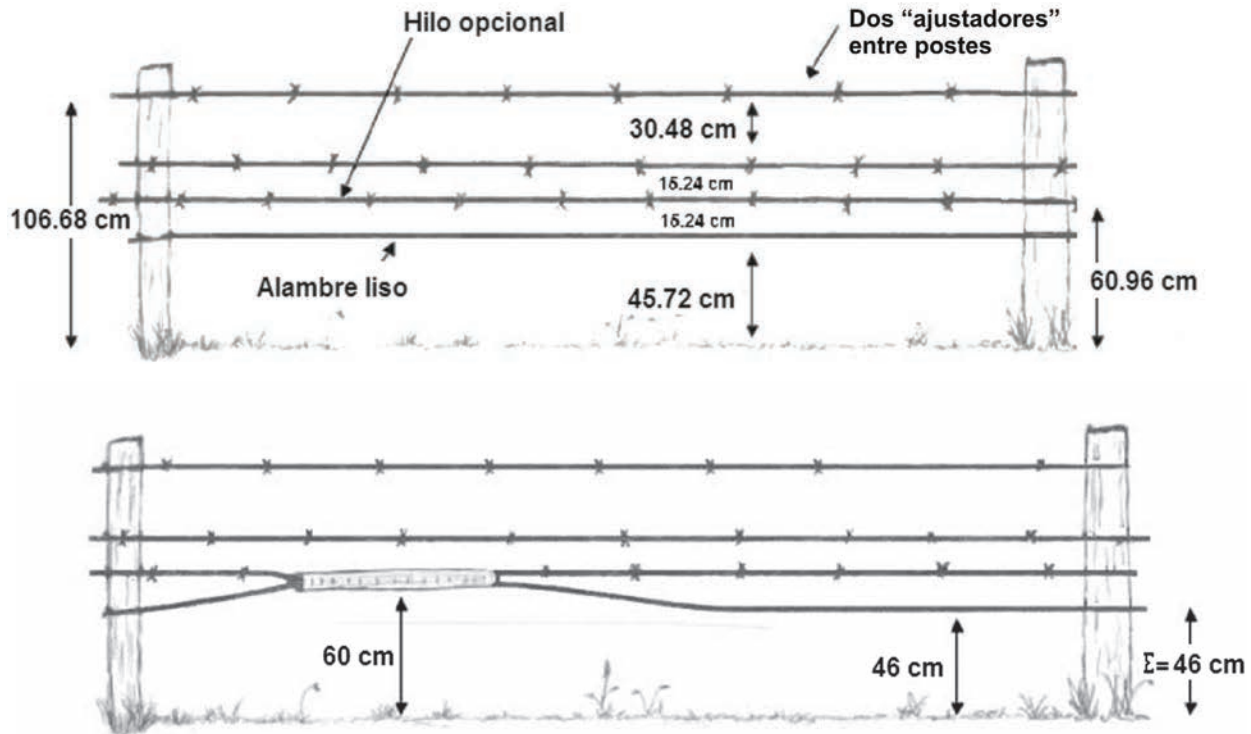 Hilo opcional
Dos “ajustadores”
entre postes
30.48 cm
15.24 cm
106.68 cm
15.24 cm
60.96 cm
Alambre liso
45.72 cm
60 cm
46 cm
Σ= 46 cm